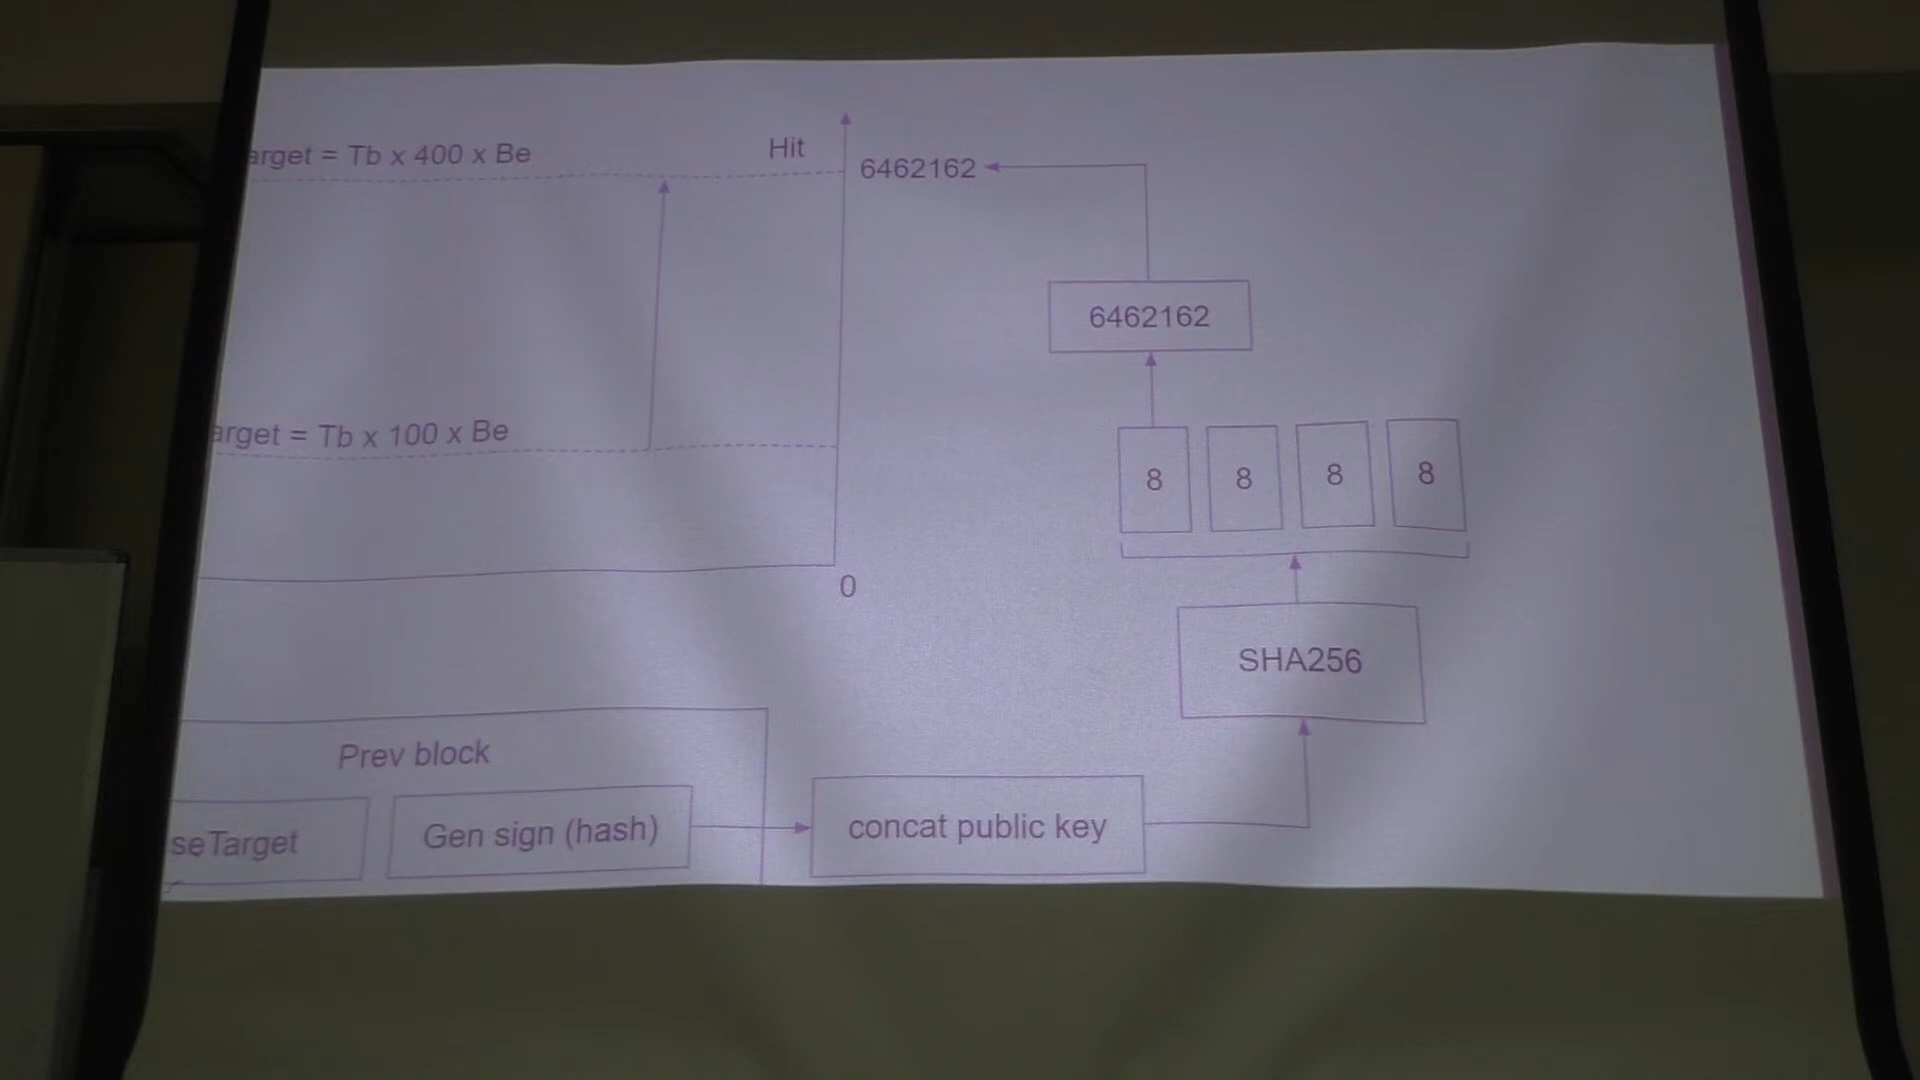 arget = Tb x 400 x Be
Hit
6462162
6462162
arget = Tb x 100 x Be
8 8 8 8
0
SHA256
Prev block
seTarget
Gen sign (hash)
concat public key